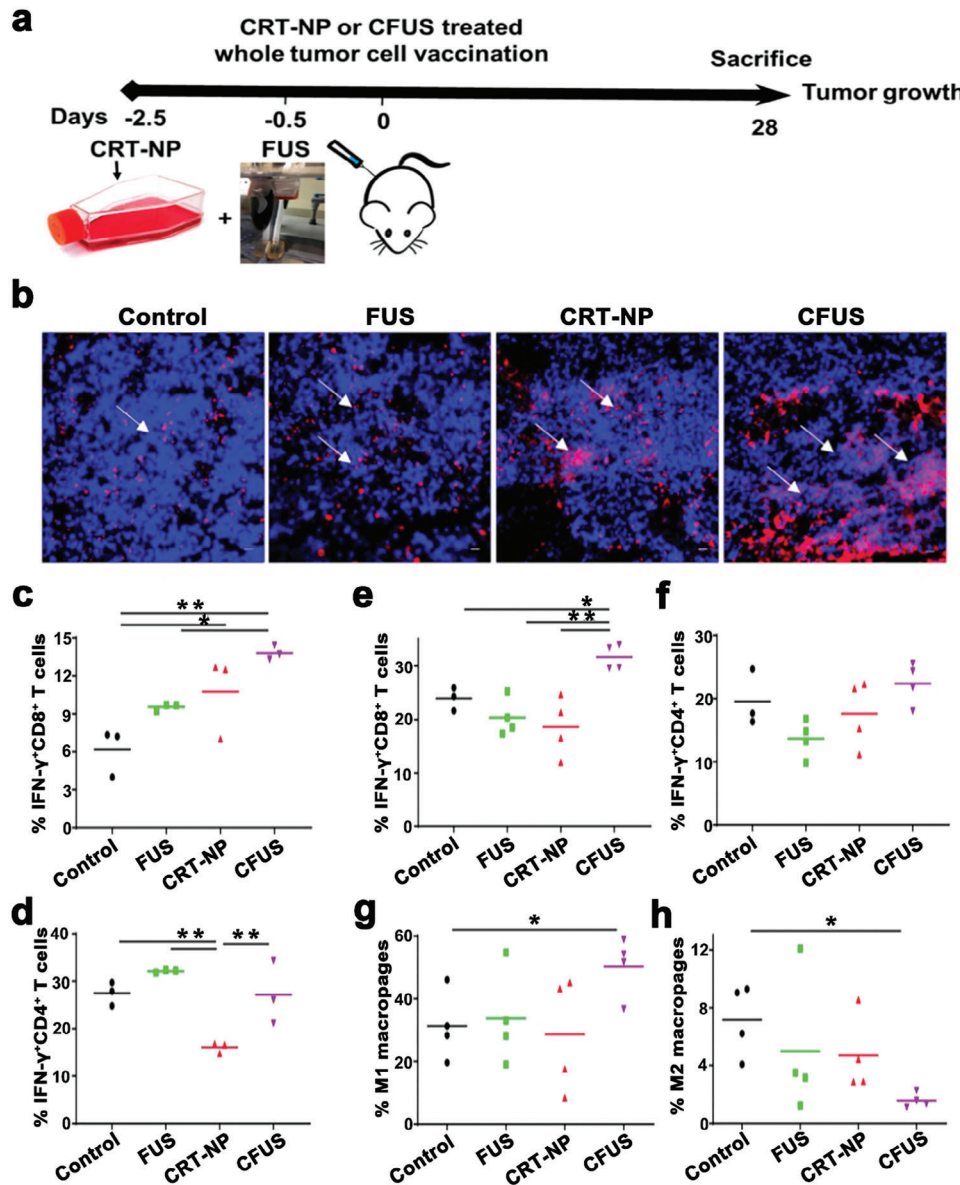 a
CRT-NP or CFUS treated
whole tumor cell vaccination
Sacrifice
Tumor growth
Days -2.5 -0.5 0 28
CRT-NP FUS
+
b
Control FUS CRT-NP CFUS
c
% IFN-γ⁺CD8⁺ T cells
15
12
9
6
3
0
** 
*
Control FUS CRT-NP CFUS
e
% IFN-γ⁺CD8⁺ T cells
30
20
10
0
*
**
Control FUS CRT-NP CFUS
f
% IFN-γ⁺CD4⁺ T cells
30
20
10
0
Control FUS CRT-NP CFUS
d
% IFN-γ⁺CD4⁺ T cells
40
30
20
10
0
** **
Control FUS CRT-NP CFUS
g
% M1 macropages
60
40
20
0
*
Control FUS CRT-NP CFUS
h
% M2 macropages
12
8
4
0
*
Control FUS CRT-NP CFUS